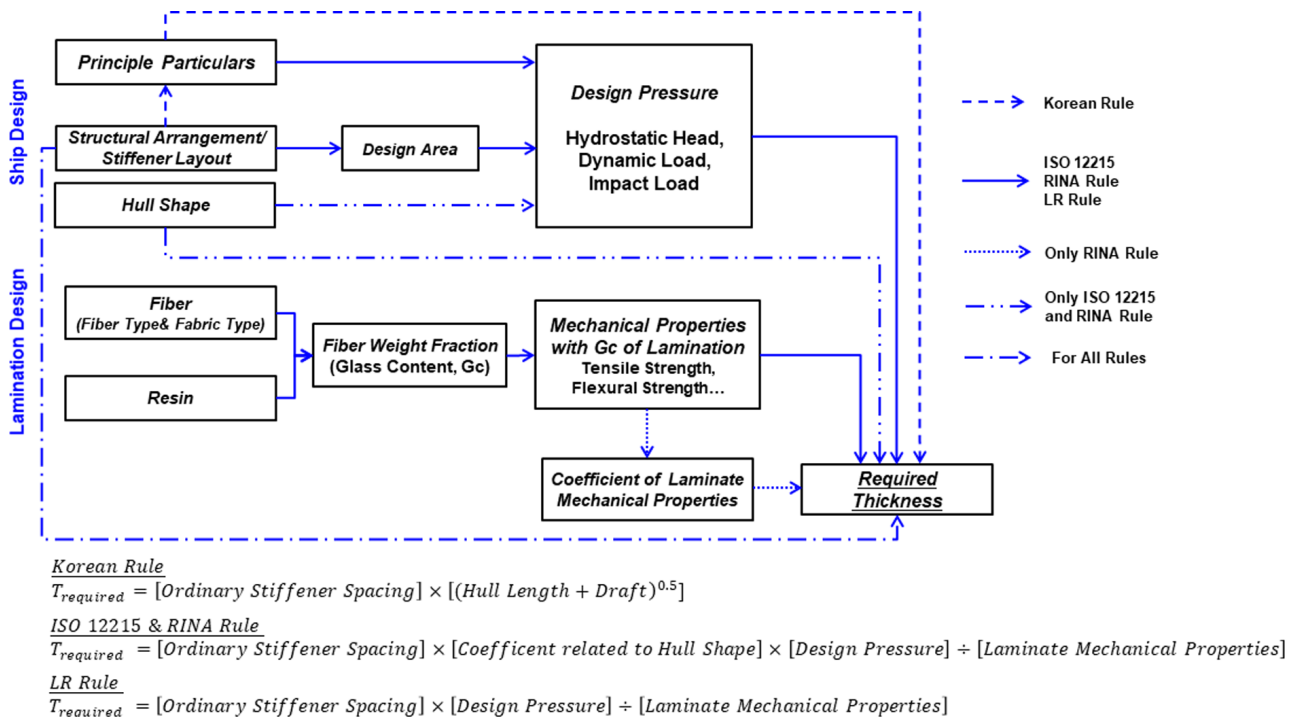 Ship Design
Principle Particulars
Structural Arrangement/
Stiffener Layout
Design Area
Hull Shape
Design Pressure
Hydrostatic Head,
Dynamic Load,
Impact Load
Korean Rule
ISO 12215
RINA Rule
LR Rule
Only RINA Rule
Only ISO 12215
and RINA Rule
For All Rules
Lamination Design
Fiber
(Fiber Type& Fabric Type)
Resin
Fiber Weight Fraction
(Glass Content, Gc)
Mechanical Properties
with Gc of Lamination
Tensile Strength,
Flexural Strength…
Coefficient of Laminate
Mechanical Properties
Required
Thickness
Korean Rule
T_required = [Ordinary Stiffener Spacing] × [(Hull Length + Draft)^0.5]
ISO 12215 & RINA Rule
T_required = [Ordinary Stiffener Spacing] × [Coefficent related to Hull Shape] × [Design Pressure] ÷ [Laminate Mechanical Properties]
LR Rule
T_required = [Ordinary Stiffener Spacing] × [Design Pressure] ÷ [Laminate Mechanical Properties]